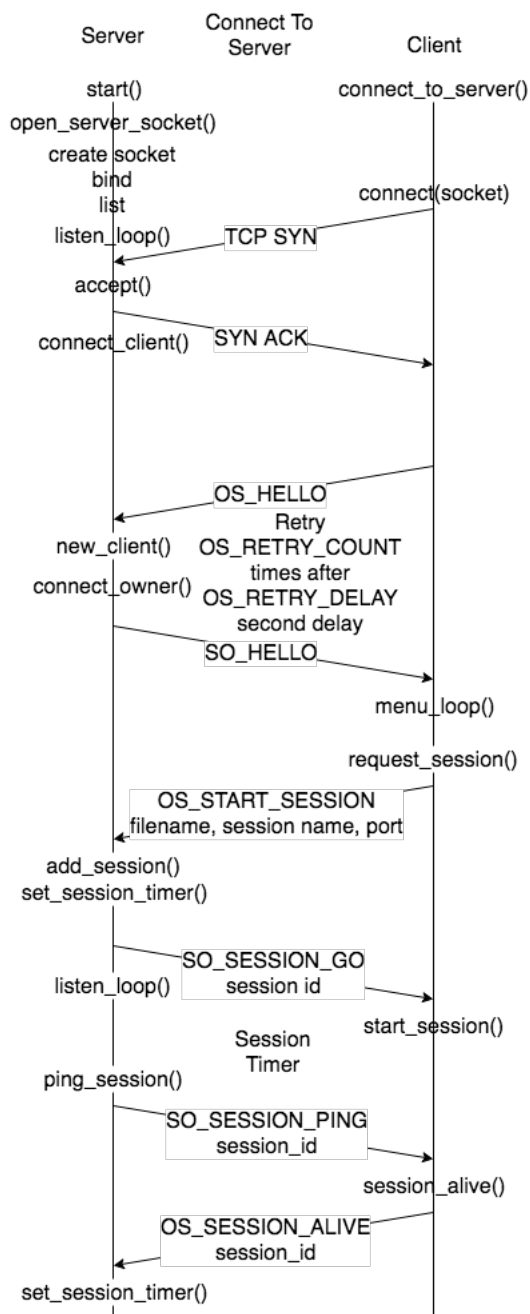 Server
Connect To
Server
Client
start()
connect_to_server()
open_server_socket()
create socket
bind
list
connect(socket)
listen_loop()
TCP SYN
accept()
connect_client()
SYN ACK
OS_HELLO
Retry
OS_RETRY_COUNT
times after
OS_RETRY_DELAY
second delay
new_client()
connect_owner()
SO_HELLO
menu_loop()
request_session()
OS_START_SESSION
filename, session name, port
add_session()
set_session_timer()
SO_SESSION_GO
session id
listen_loop()
start_session()
Session
Timer
ping_session()
SO_SESSION_PING
session_id
session_alive()
OS_SESSION_ALIVE
session_id
set_session_timer()